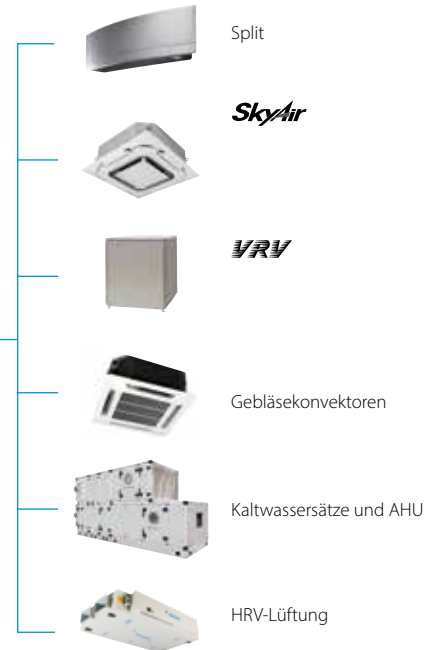 Split
SkyAir
VRV
Gebläsekonvektoren
Kaltwassersätze und AHU
HRV-Lüftung